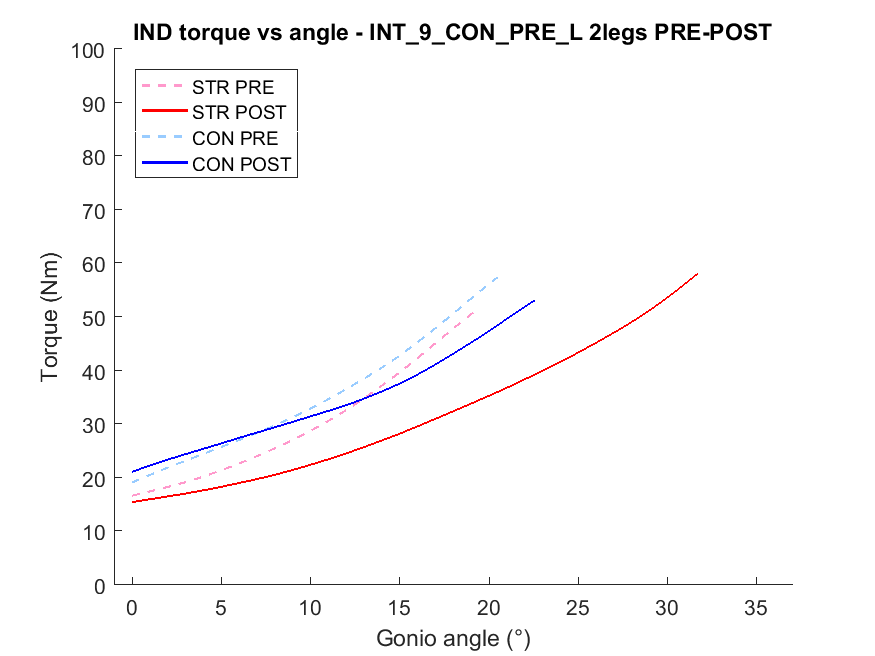 IND torque vs angle - INT_9_CON_PRE_L 2legs PRE-POST
100
90
80
70
60
50
40
30
20
10
0
STR PRE
STR POST
CON PRE
CON POST
Torque (Nm)
0 5 10 15 20 25 30 35
Gonio angle (°)